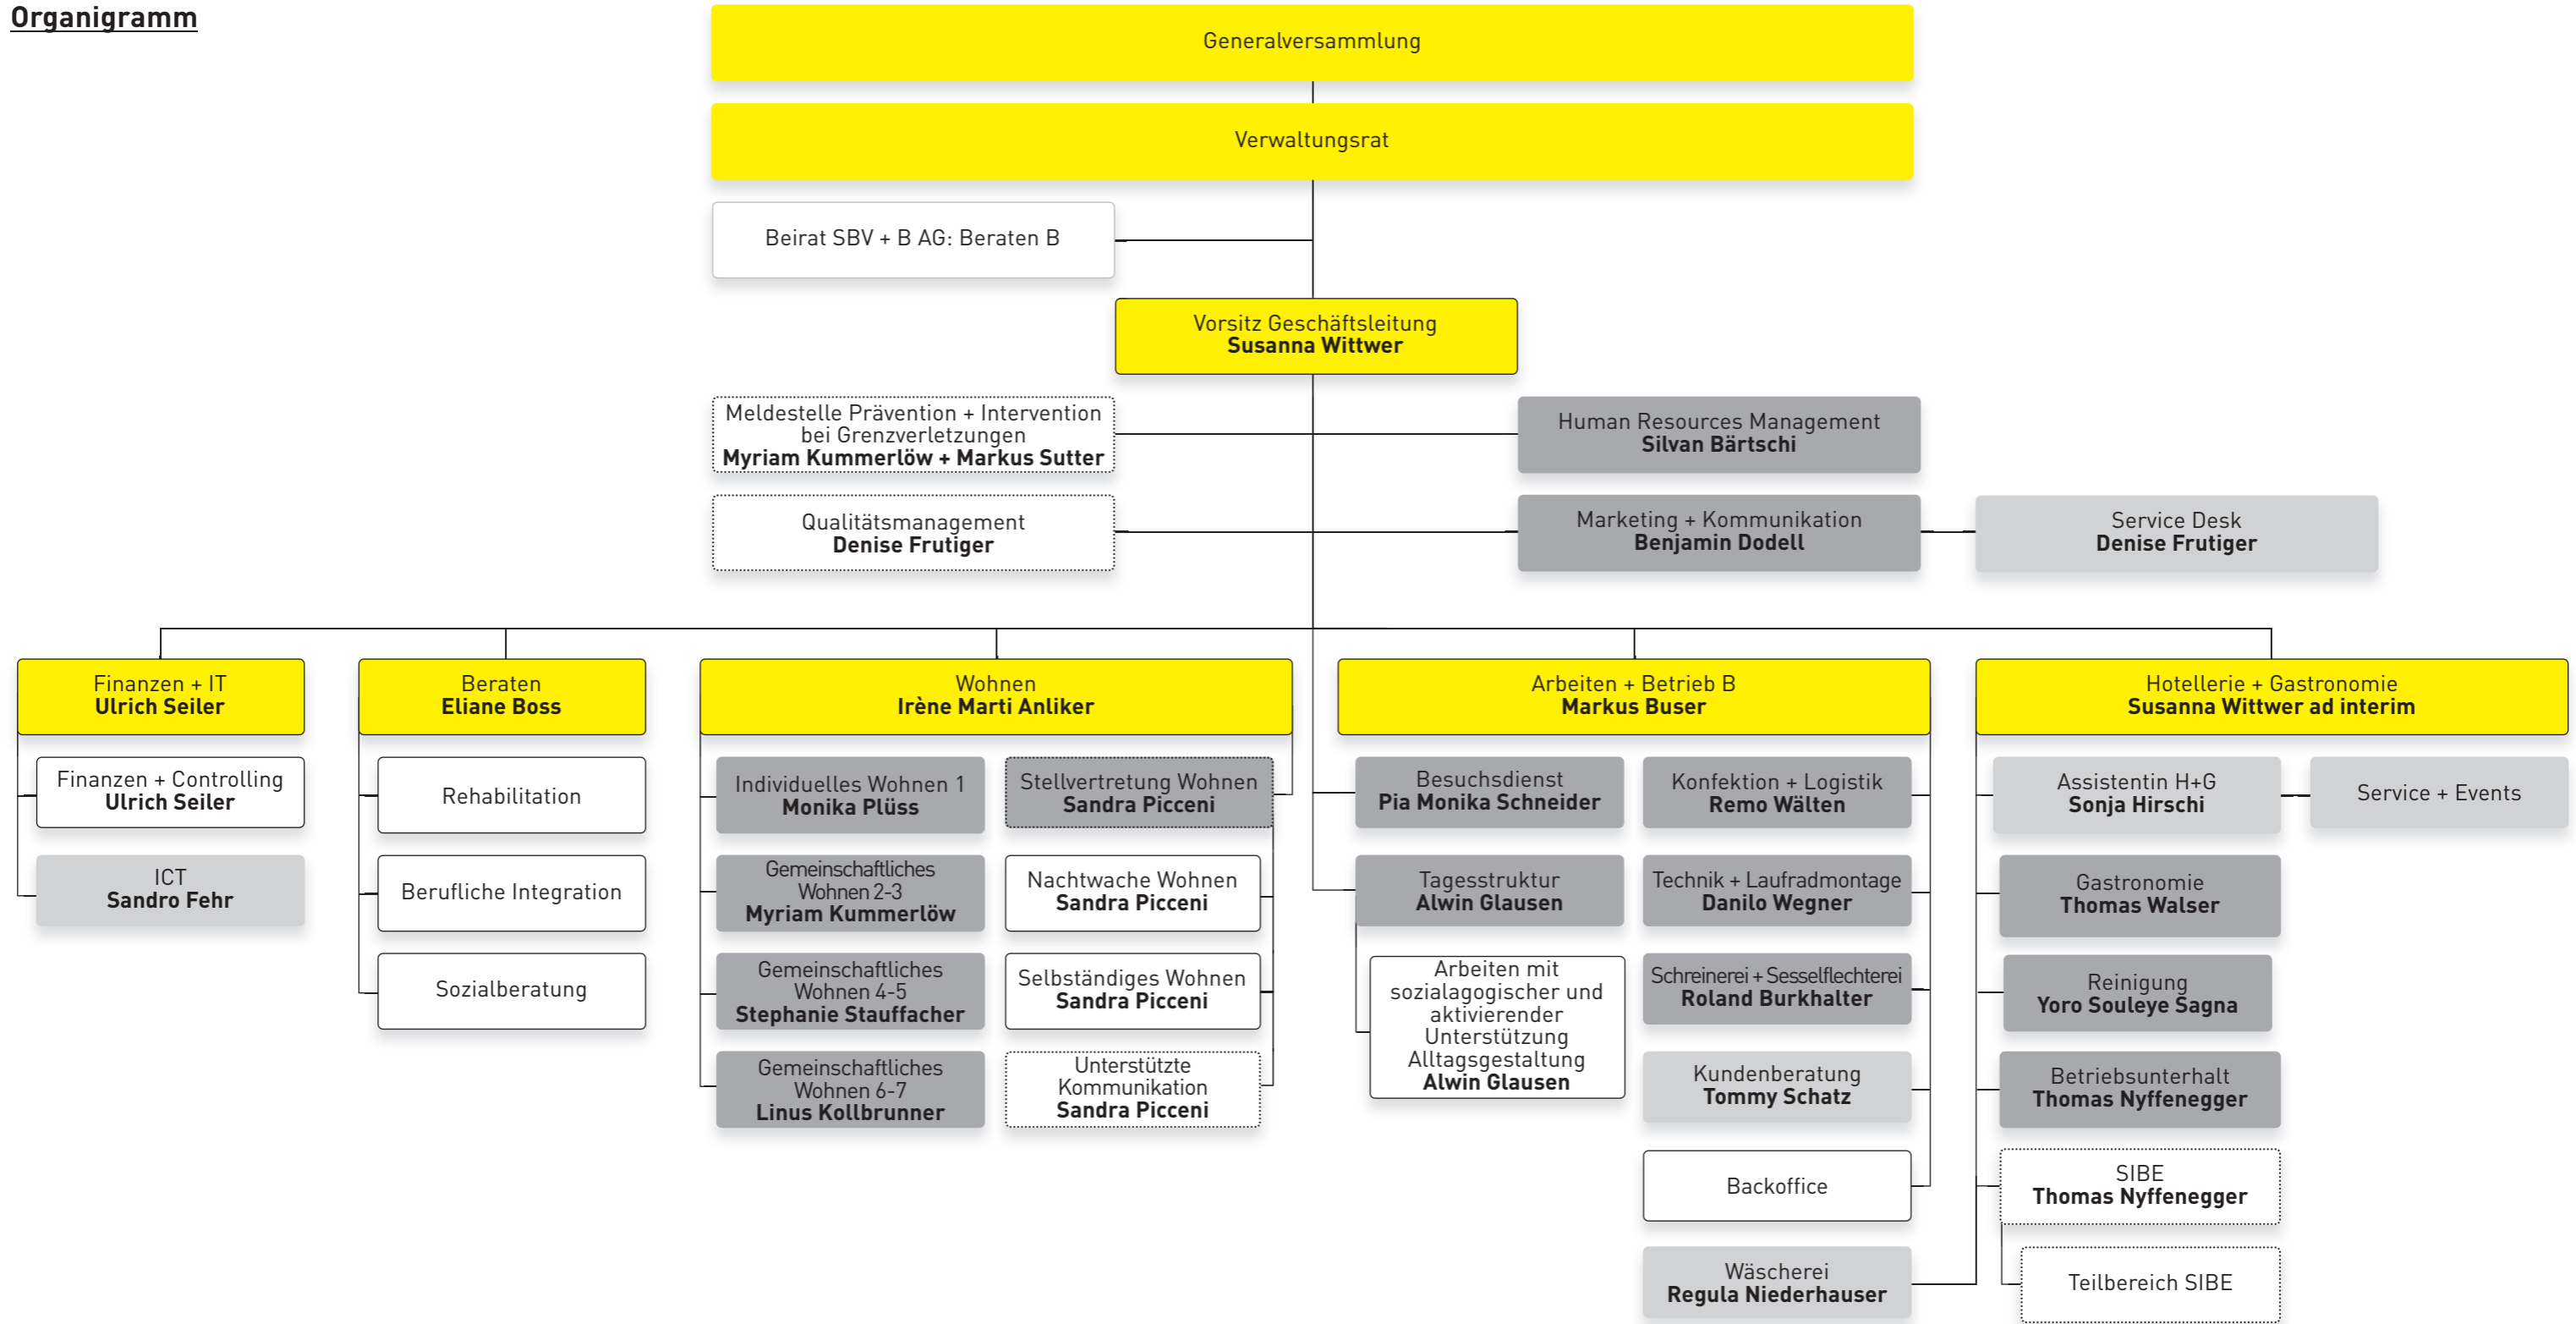 Organigramm
Generalversammlung
Verwaltungsrat
Beirat SBV + B AG: Beraten B
Vorsitz Geschäftsleitung
Susanna Wittwer
Meldestelle Prävention + Intervention
bei Grenzverletzungen
Myriam Kummerlöw + Markus Sutter
Human Resources Management
Silvan Bärtschi
Qualitätsmanagement
Denise Frutiger
Marketing + Kommunikation
Benjamin Dodell
Service Desk
Denise Frutiger
Finanzen + IT
Ulrich Seiler
Finanzen + Controlling
Ulrich Seiler
ICT
Sandro Fehr
Beraten
Eliane Boss
Rehabilitation
Berufliche Integration
Sozialberatung
Wohnen
Irène Marti Anliker
Individuelles Wohnen 1
Monika Plüss
Gemeinschaftliches
Wohnen 2-3
Myriam Kummerlöw
Gemeinschaftliches
Wohnen 4-5
Stephanie Stauffacher
Gemeinschaftliches
Wohnen 6-7
Linus Kollbrunner
Stellvertretung Wohnen
Sandra Picceni
Nachtwache Wohnen
Sandra Picceni
Selbständiges Wohnen
Sandra Picceni
Unterstützte
Kommunikation
Sandra Picceni
Arbeiten + Betrieb B
Markus Buser
Besuchsdienst
Pia Monika Schneider
Tagesstruktur
Alwin Glausen
Arbeiten mit
sozialagogischer und
aktivierender
Unterstützung
Alltagsgestaltung
Alwin Glausen
Konfektion + Logistik
Remo Wälten
Technik + Laufradmontage
Danilo Wegner
Schreinerei + Sesselflechterei
Roland Burkhalter
Kundenberatung
Tommy Schatz
Backoffice
Wäscherei
Regula Niederhauser
Hotellerie + Gastronomie
Susanna Wittwer ad interim
Assistentin H+G
Sonja Hirschi
Service + Events
Gastronomie
Thomas Walser
Reinigung
Yoro Souleye Sagna
Betriebsunterhalt
Thomas Nyffenegger
SIBE
Thomas Nyffenegger
Teilbereich SIBE